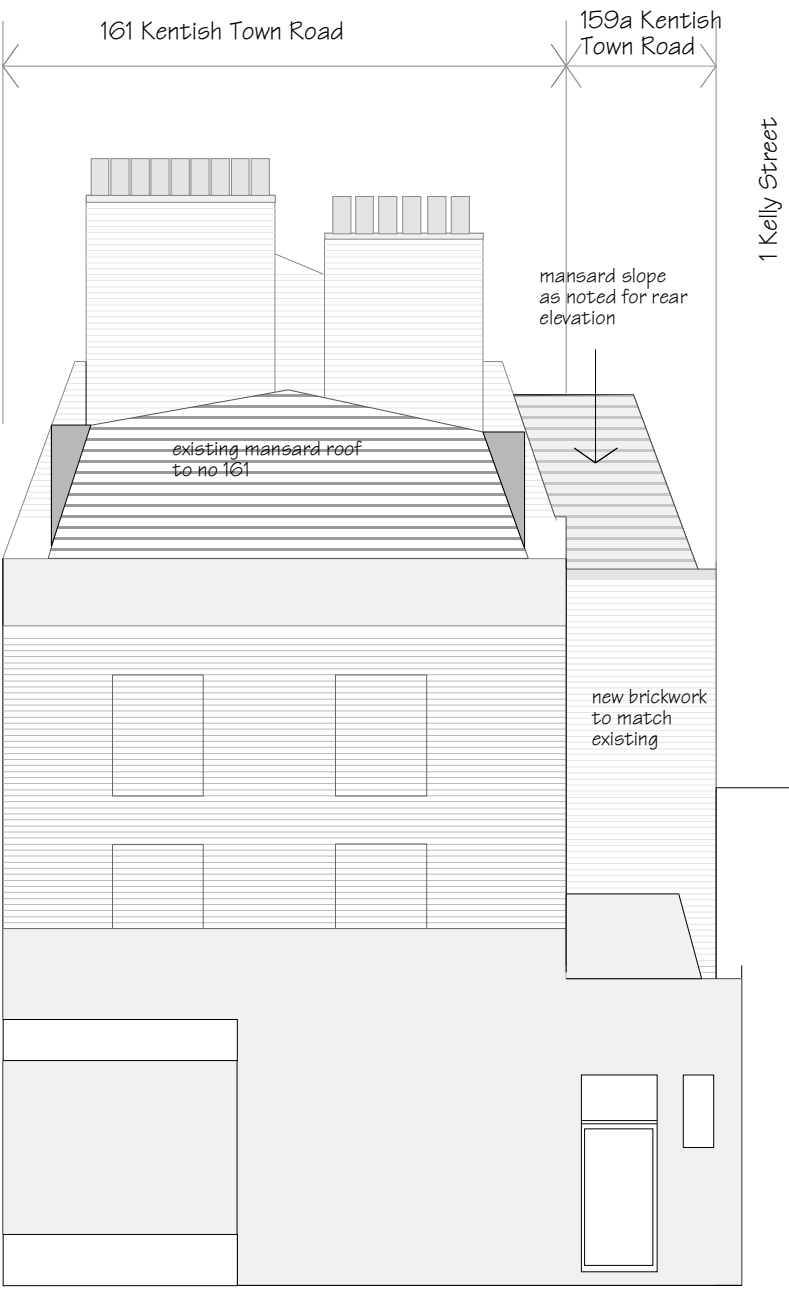 161 Kentish Town Road
159a Kentish
Town Road
1 Kelly Street
mansard slope
as noted for rear
elevation
existing mansard roof
to no 161
new brickwork
to match
existing